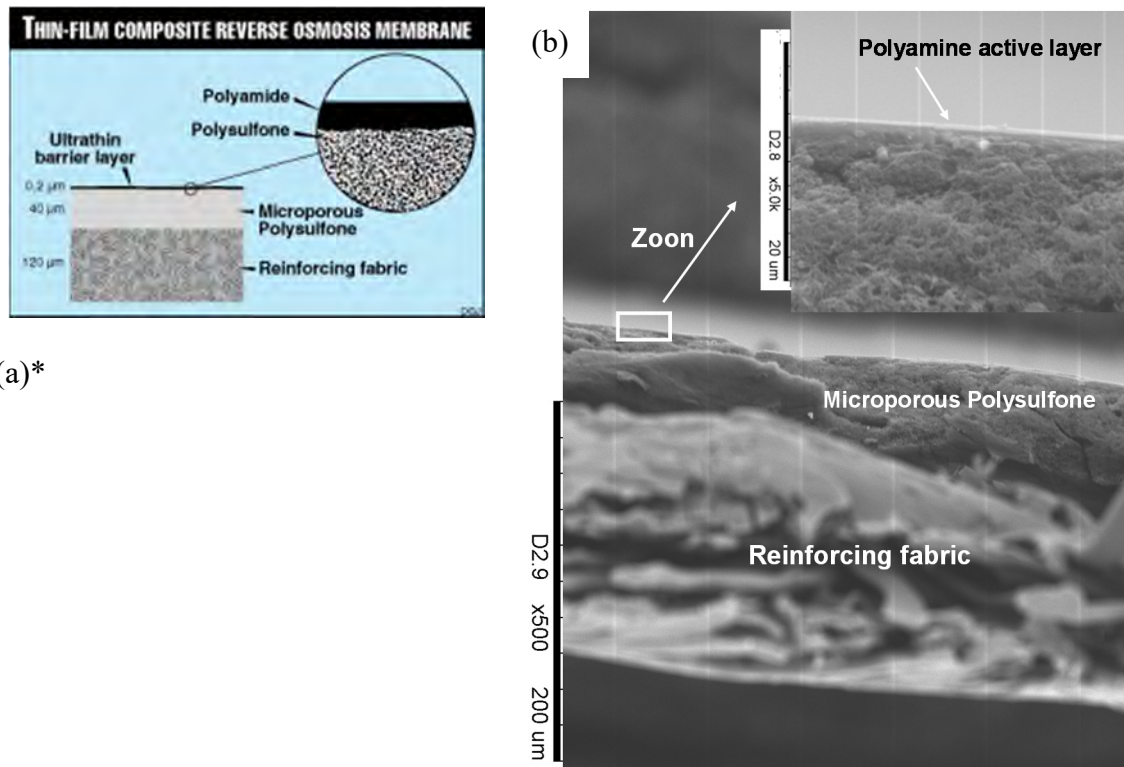 THIN-FILM COMPOSITE REVERSE OSMOSIS MEMBRANE
Polyamide
Polysulfone
Ultrathin
barrier layer
0,2 µm
40 µm
Microporous
Polysulfone
120 µm
Reinforcing fabric
(a)*
(b)
Polyamine active layer
D2.8 x5.0k 20 um
Zoon
Microporous Polysulfone
Reinforcing fabric
D2.9 x500 200 um